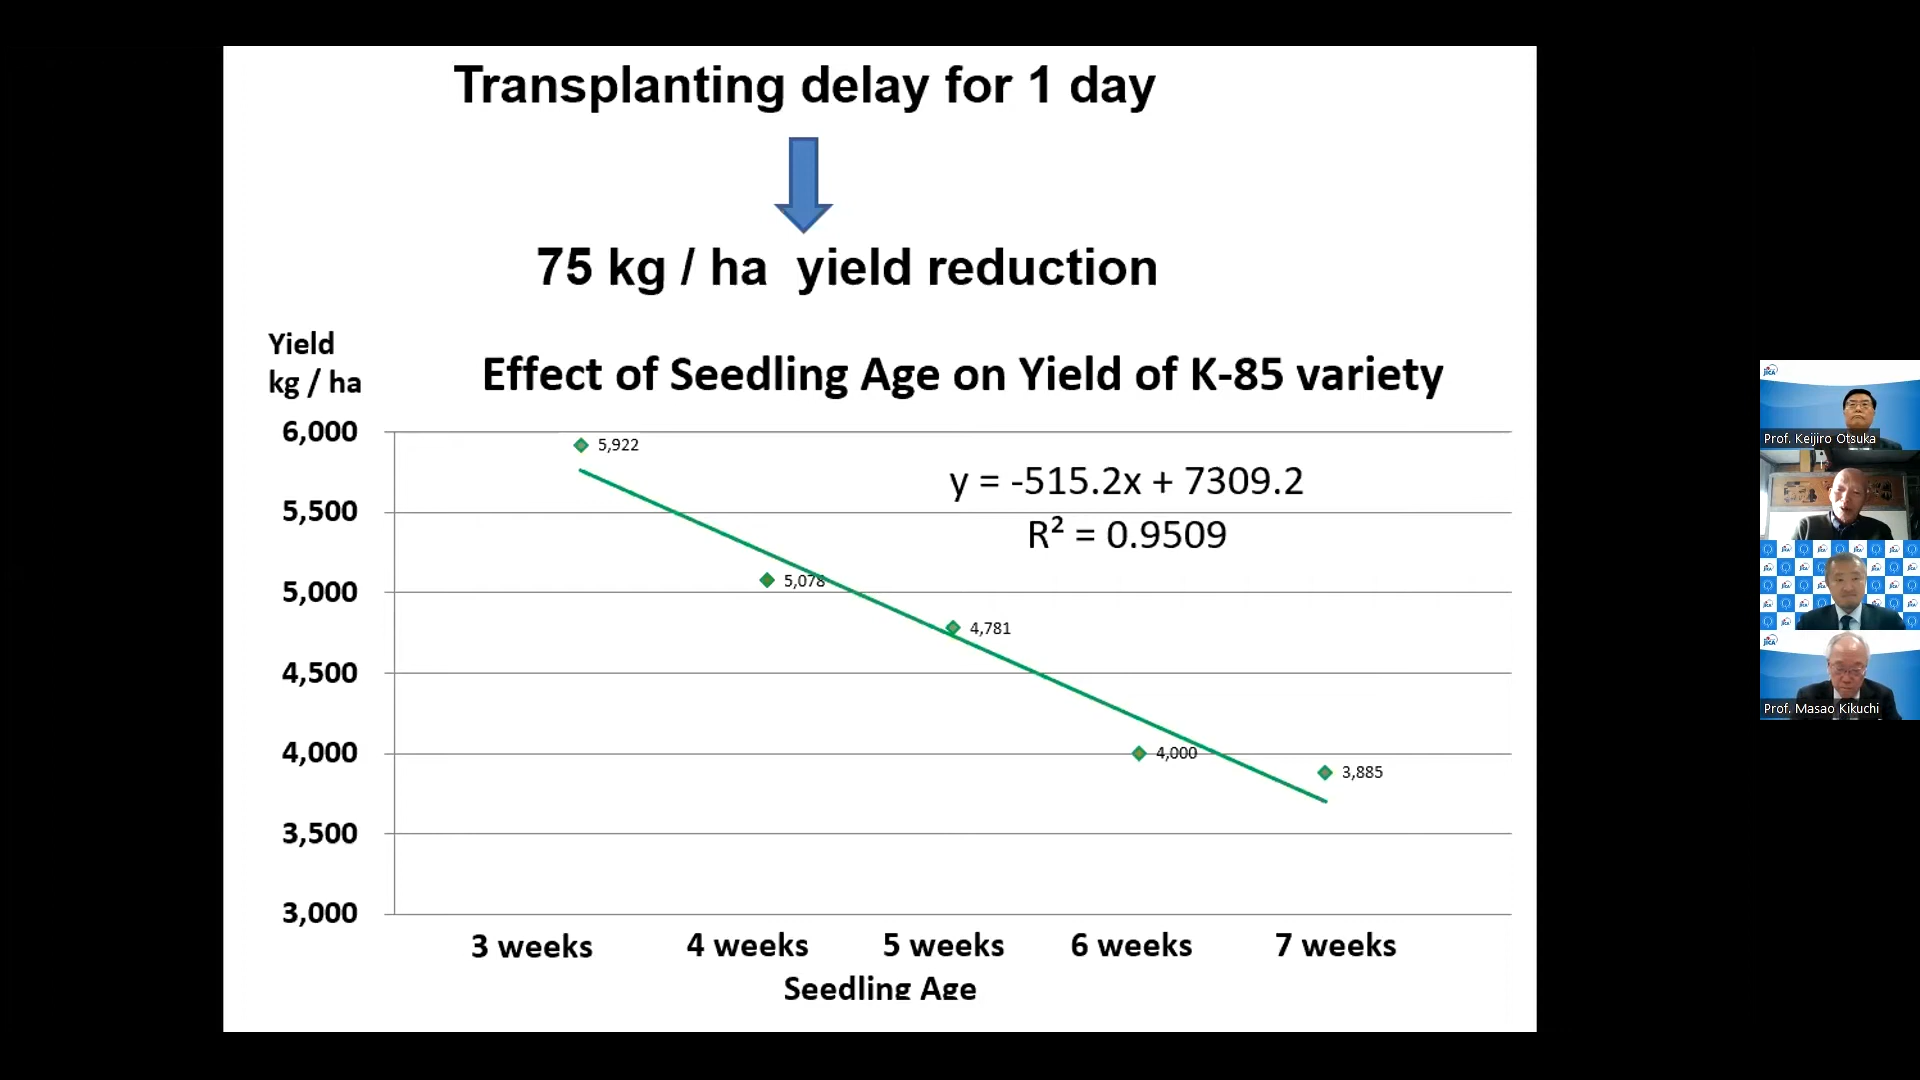 Transplanting delay for 1 day
75 kg / ha yield reduction
Yield
kg / ha
Effect of Seedling Age on Yield of K-85 variety
6,000
5,500
5,000
4,500
4,000
3,500
3,000
5,922
5,078
4,781
4,000
3,885
y = -515.2x + 7309.2
R² = 0.9509
3 weeks
4 weeks
5 weeks
6 weeks
7 weeks
Seedling Age
JICA
Prof. Keijiro Otsuka
JICA
Prof. Masao Kikuchi